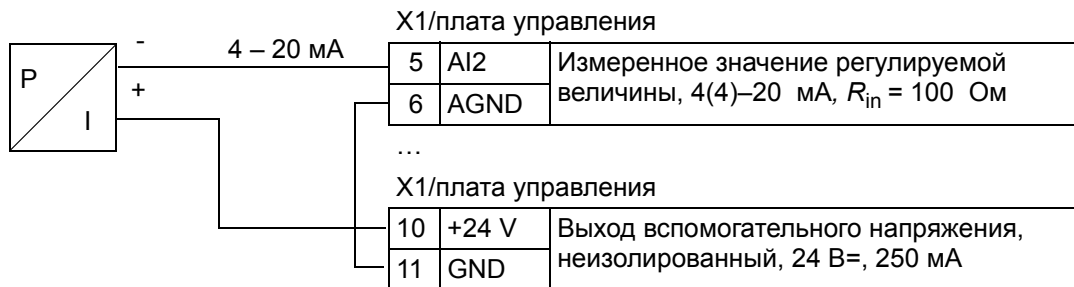 X1/плата управления
-
4 – 20 мА
P
I
+
5 AI2 Измеренное значение регулируемой
6 AGND величины, 4(4)–20 мА, Rin = 100 Ом
…
X1/плата управления
10 +24 V Выход вспомогательного напряжения,
11 GND неизолированный, 24 В=, 250 мА